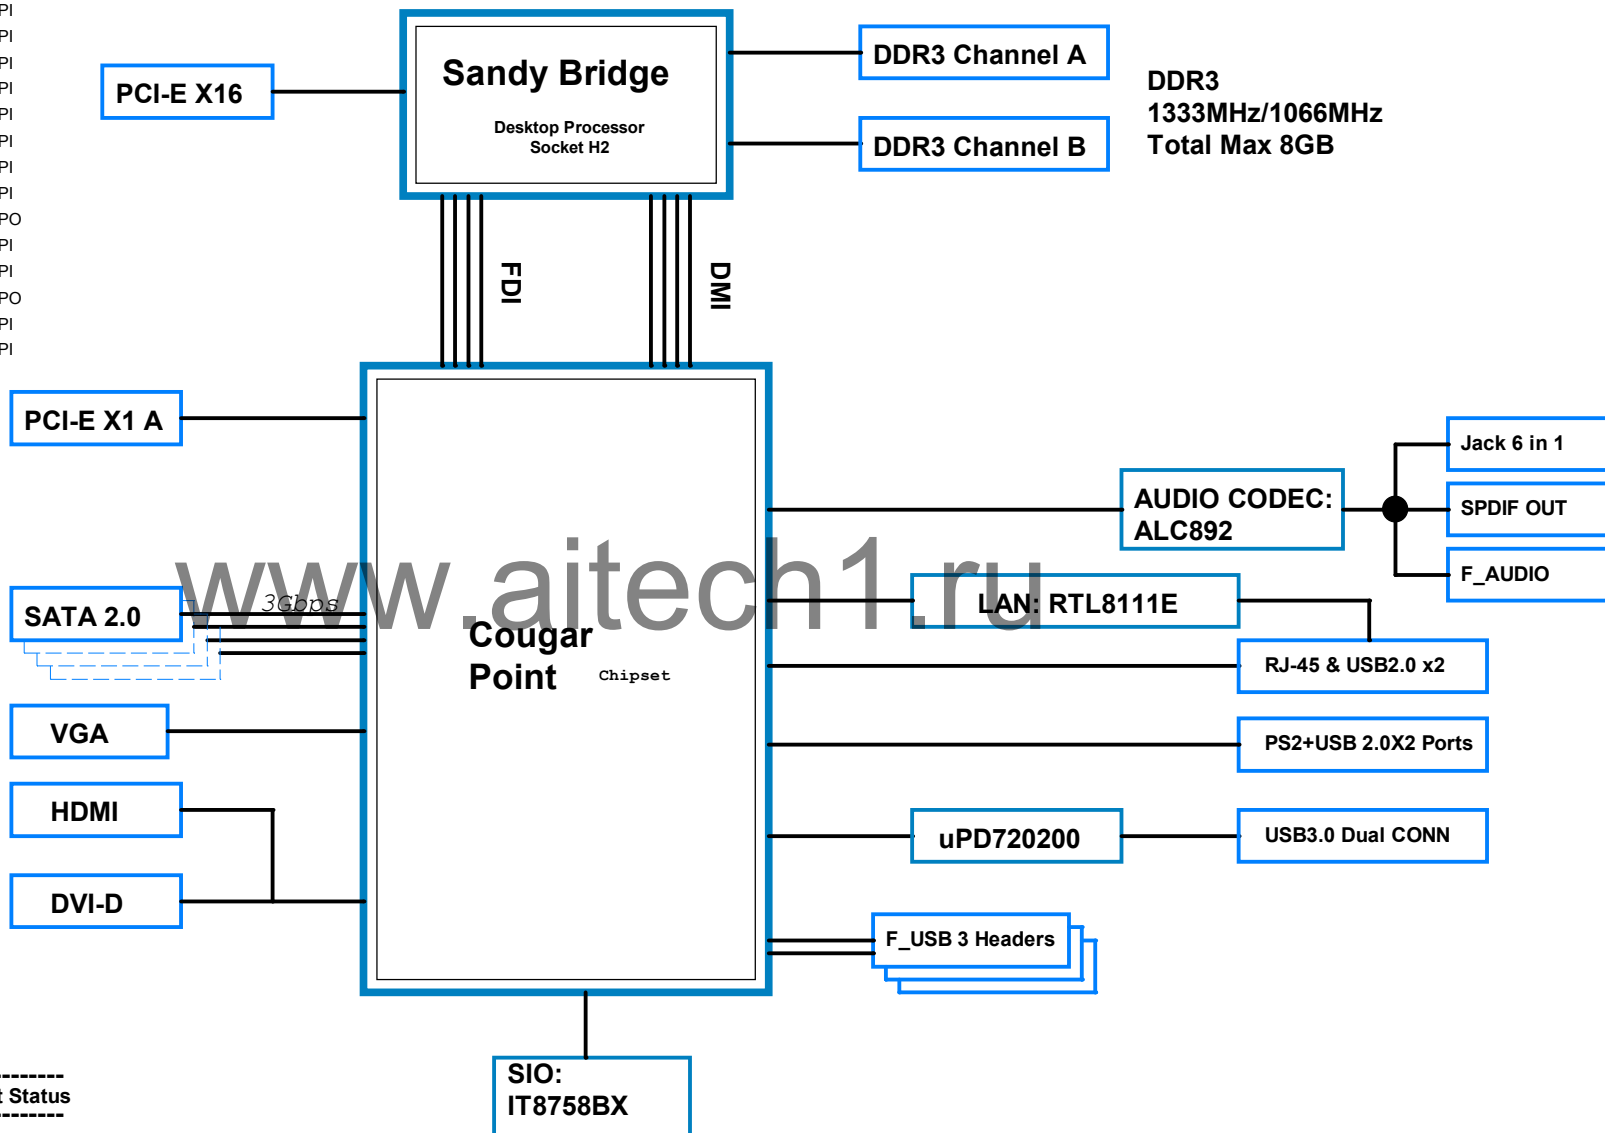 PI
PI
PI
PI
PI
PI
PI
PI
PO
PI
PI
PO
PI
PI
Sandy Bridge
Desktop Processor
Socket H2
PCI-E X16
DDR3 Channel A
DDR3 Channel B
DDR3
1333MHz/1066MHz
Total Max 8GB
FDI
DMI
PCI-E X1 A
Jack 6 in 1
AUDIO CODEC:
ALC892
SPDIF OUT
F_AUDIO
www.aitech1.ru
3Gbps
SATA 2.0
LAN: RTL8111E
Cougar
Point
Chipset
RJ-45 & USB2.0 x2
VGA
PS2+USB 2.0X2 Ports
HDMI
uPD720200
USB3.0 Dual CONN
DVI-D
F_USB 3 Headers
SIO:
IT8758BX
--------
t Status
--------